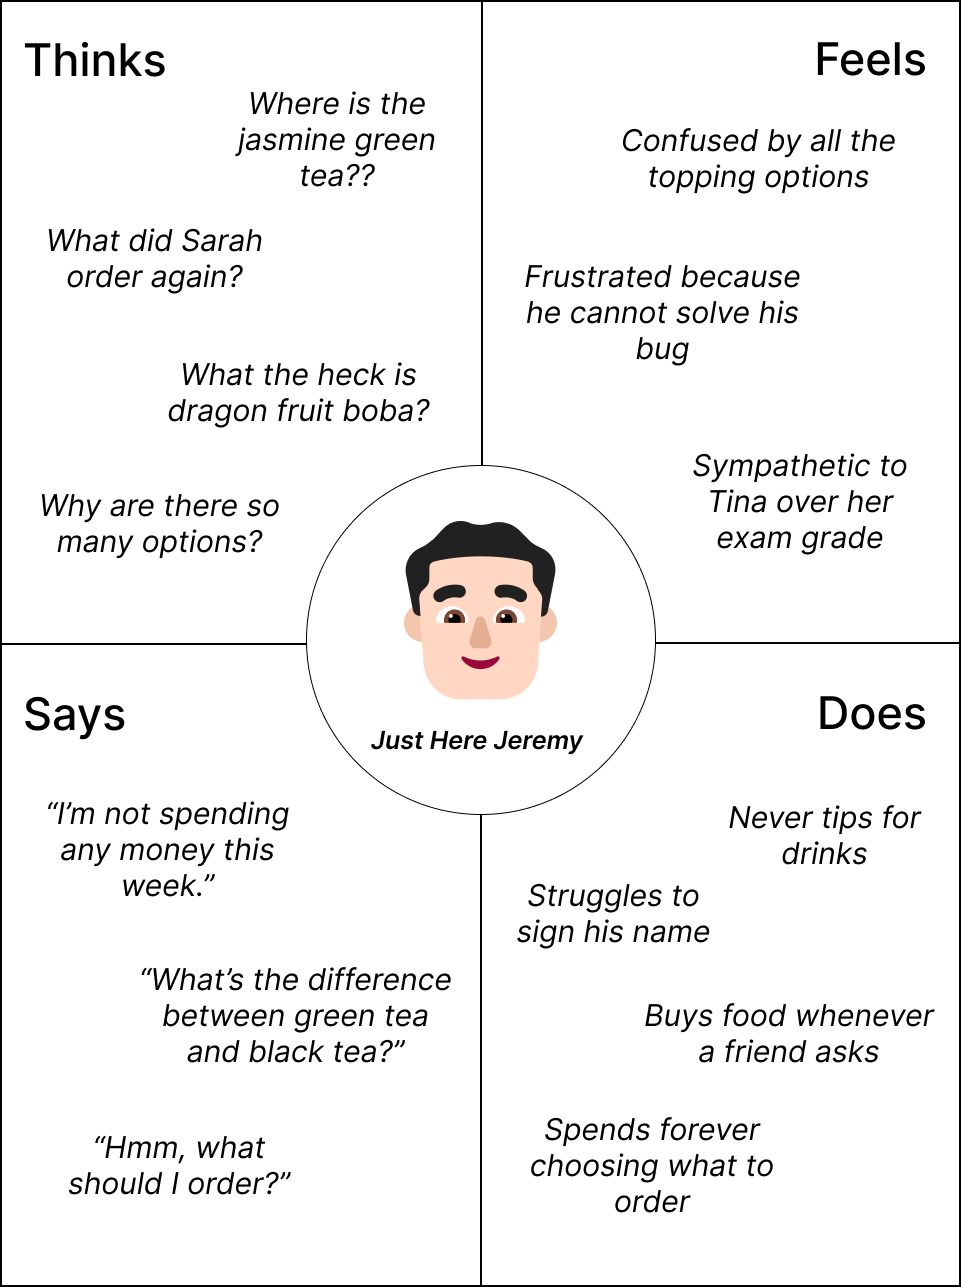 Thinks
Where is the
jasmine green
tea??
What did Sarah
order again?
What the heck is
dragon fruit boba?
Why are there so
many options?
Feels
Confused by all the
topping options
Frustrated because
he cannot solve his
bug
Sympathetic to
Tina over her
exam grade
Just Here Jeremy
Says
“I’m not spending
any money this
week.”
“What’s the difference
between green tea
and black tea?”
“Hmm, what
should I order?”
Does
Never tips for
drinks
Struggles to
sign his name
Buys food whenever
a friend asks
Spends forever
choosing what to
order